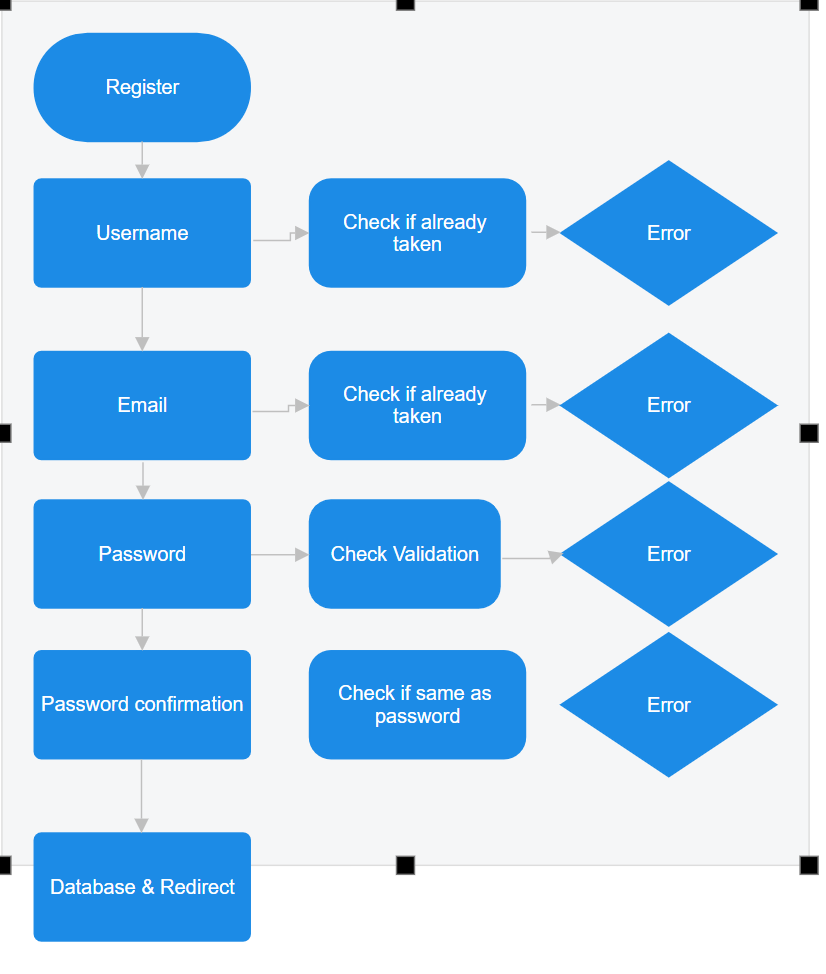 Register
Username
Check if already
taken
Error
Email
Check if already
taken
Error
Password
Check Validation
Error
Password confirmation
Check if same as
password
Error
Database & Redirect